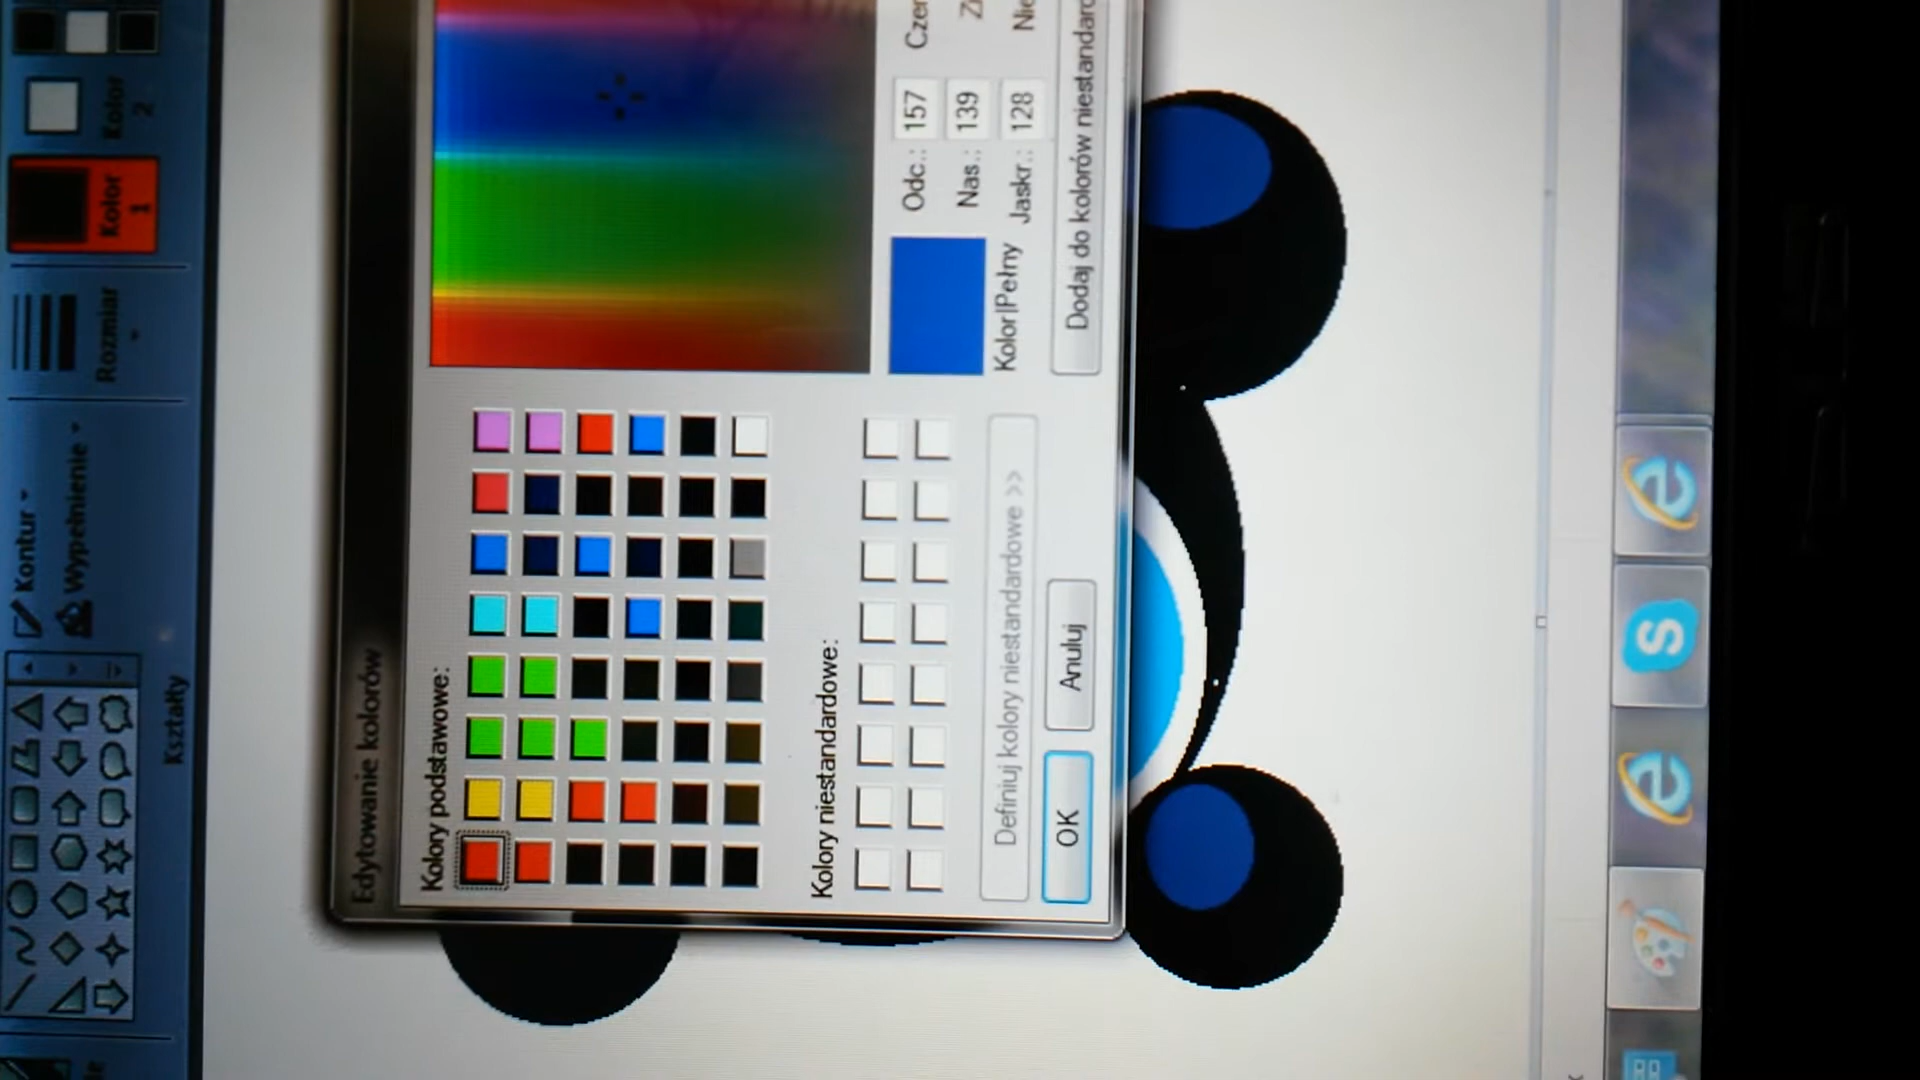 Kontur
Wypełnienie
Rozmiar
Kolor
1
Kolor
2
Kształty
Edytowanie kolorów
Kolory podstawowe:
Kolory niestandardowe:
Definiuj kolory niestandardowe >>
OK
Anuluj
Kolor|Pełny
Odc.: 157
Nas.: 139
Jaskr.: 128
Dodaj do kolorów niestandard